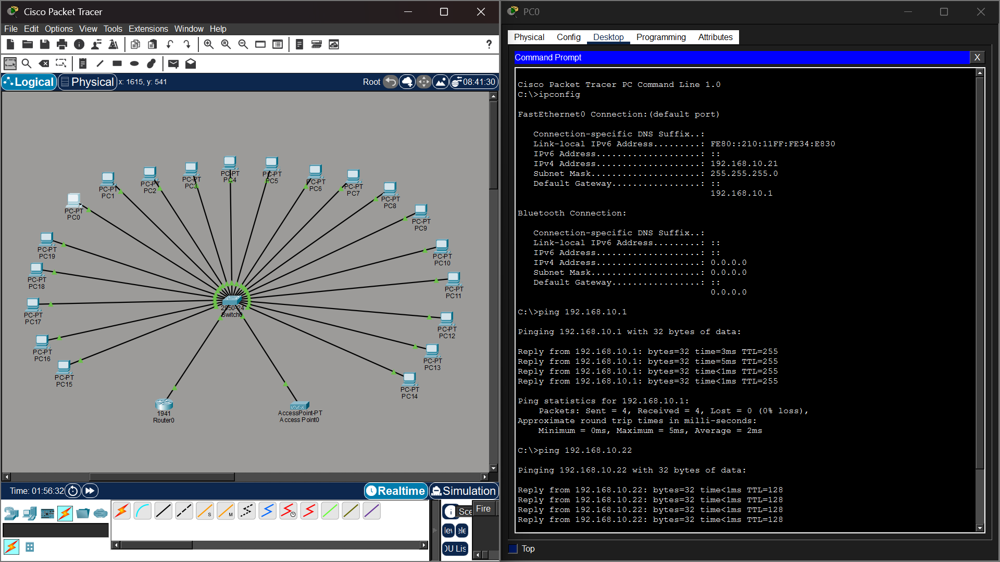 Cisco Packet Tracer
File Edit Options View Tools Extensions Window Help
?
Logical Physical x: 1615, y: 541 Root 08:41:30
PC-PT
PC4
PC-PT
PC5
PC-PT
PC3
PC-PT
PC2
PC-PT
PC1
PC-PT
PC6
PC-PT
PC7
PC-PT
PC8
PC-PT
PC0
PC-PT
PC9
PC-PT
PC19
PC-PT
PC10
PC-PT
PC18
PC-PT
PC11
PC-PT
PC17
2950-24
Switch0
PC-PT
PC12
PC-PT
PC16
PC-PT
PC13
PC-PT
PC15
PC-PT
PC14
1941
Router0
AccessPoint-PT
Access Point0
Time: 01:56:32 Realtime Simulation
S M
i Sce Fire
ele
DU Lis
PC0
Physical Config Desktop Programming Attributes
Command Prompt X
Cisco Packet Tracer PC Command Line 1.0
C:\>ipconfig
FastEthernet0 Connection:(default port)
Connection-specific DNS Suffix..:
Link-local IPv6 Address.........: FE80::210:11FF:FE34:E830
IPv6 Address....................: ::
IPv4 Address....................: 192.168.10.21
Subnet Mask.....................: 255.255.255.0
Default Gateway.................: ::
192.168.10.1
Bluetooth Connection:
Connection-specific DNS Suffix..:
Link-local IPv6 Address.........: ::
IPv6 Address....................: ::
IPv4 Address....................: 0.0.0.0
Subnet Mask.....................: 0.0.0.0
Default Gateway.................: ::
0.0.0.0
C:\>ping 192.168.10.1
Pinging 192.168.10.1 with 32 bytes of data:
Reply from 192.168.10.1: bytes=32 time=3ms TTL=255
Reply from 192.168.10.1: bytes=32 time=5ms TTL=255
Reply from 192.168.10.1: bytes=32 time<1ms TTL=255
Reply from 192.168.10.1: bytes=32 time<1ms TTL=255
Ping statistics for 192.168.10.1:
Packets: Sent = 4, Received = 4, Lost = 0 (0% loss),
Approximate round trip times in milli-seconds:
Minimum = 0ms, Maximum = 5ms, Average = 2ms
C:\>ping 192.168.10.22
Pinging 192.168.10.22 with 32 bytes of data:
Reply from 192.168.10.22: bytes=32 time<1ms TTL=128
Reply from 192.168.10.22: bytes=32 time<1ms TTL=128
Reply from 192.168.10.22: bytes=32 time<1ms TTL=128
Reply from 192.168.10.22: bytes=32 time<1ms TTL=128
Top